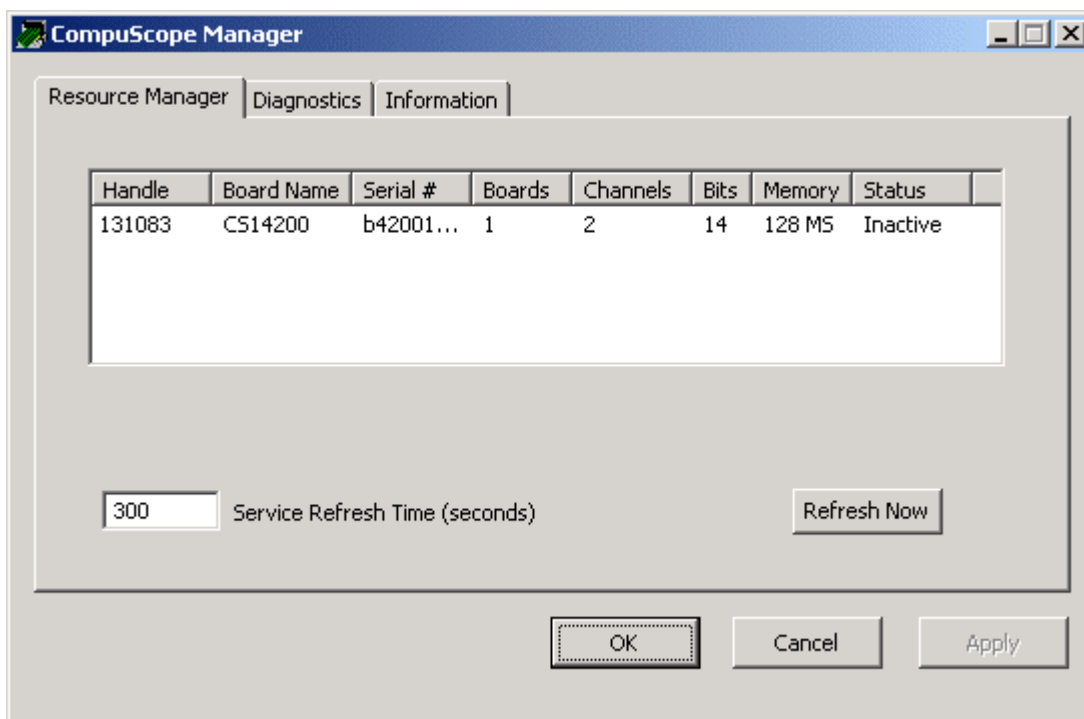 CompuScope Manager
Resource Manager Diagnostics Information
Handle Board Name Serial # Boards Channels Bits Memory Status
131083 CS14200 b42001... 1 2 14 128 MS Inactive
300 Service Refresh Time (seconds) Refresh Now
OK Cancel Apply